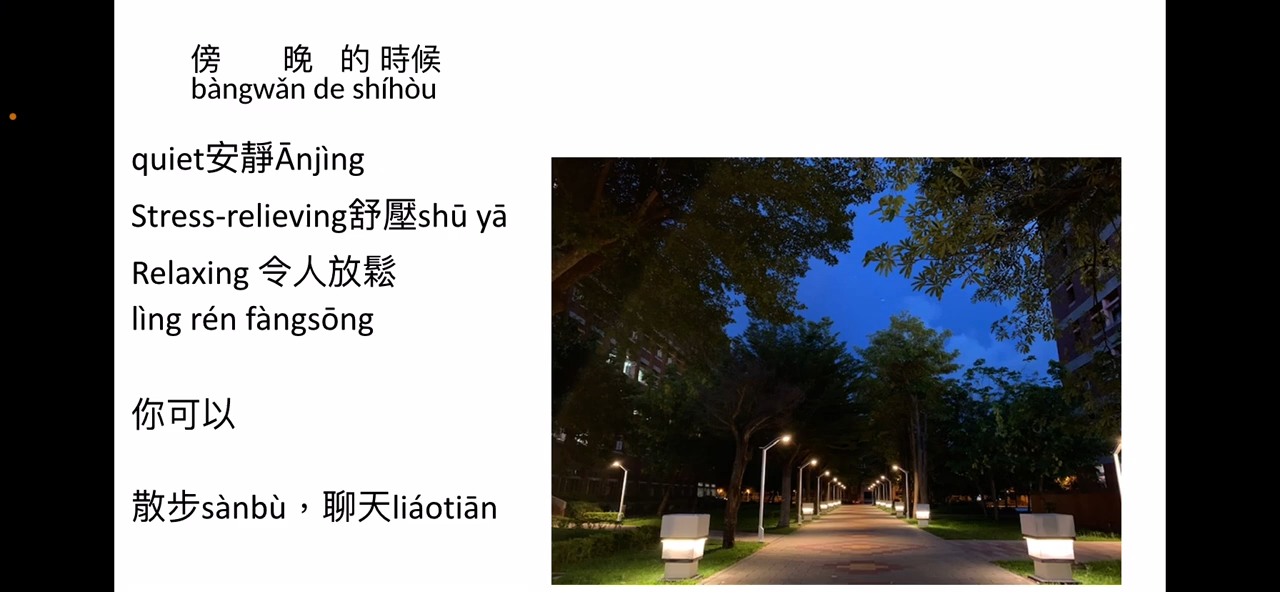 傍 晚 的 時候
bàngwǎn de shíhòu
quiet安靜Ānjìng
Stress-relieving舒壓shū yā
Relaxing 令人放鬆
lìng rén fàngsōng
你可以
散步sànbù，聊天liáotiān